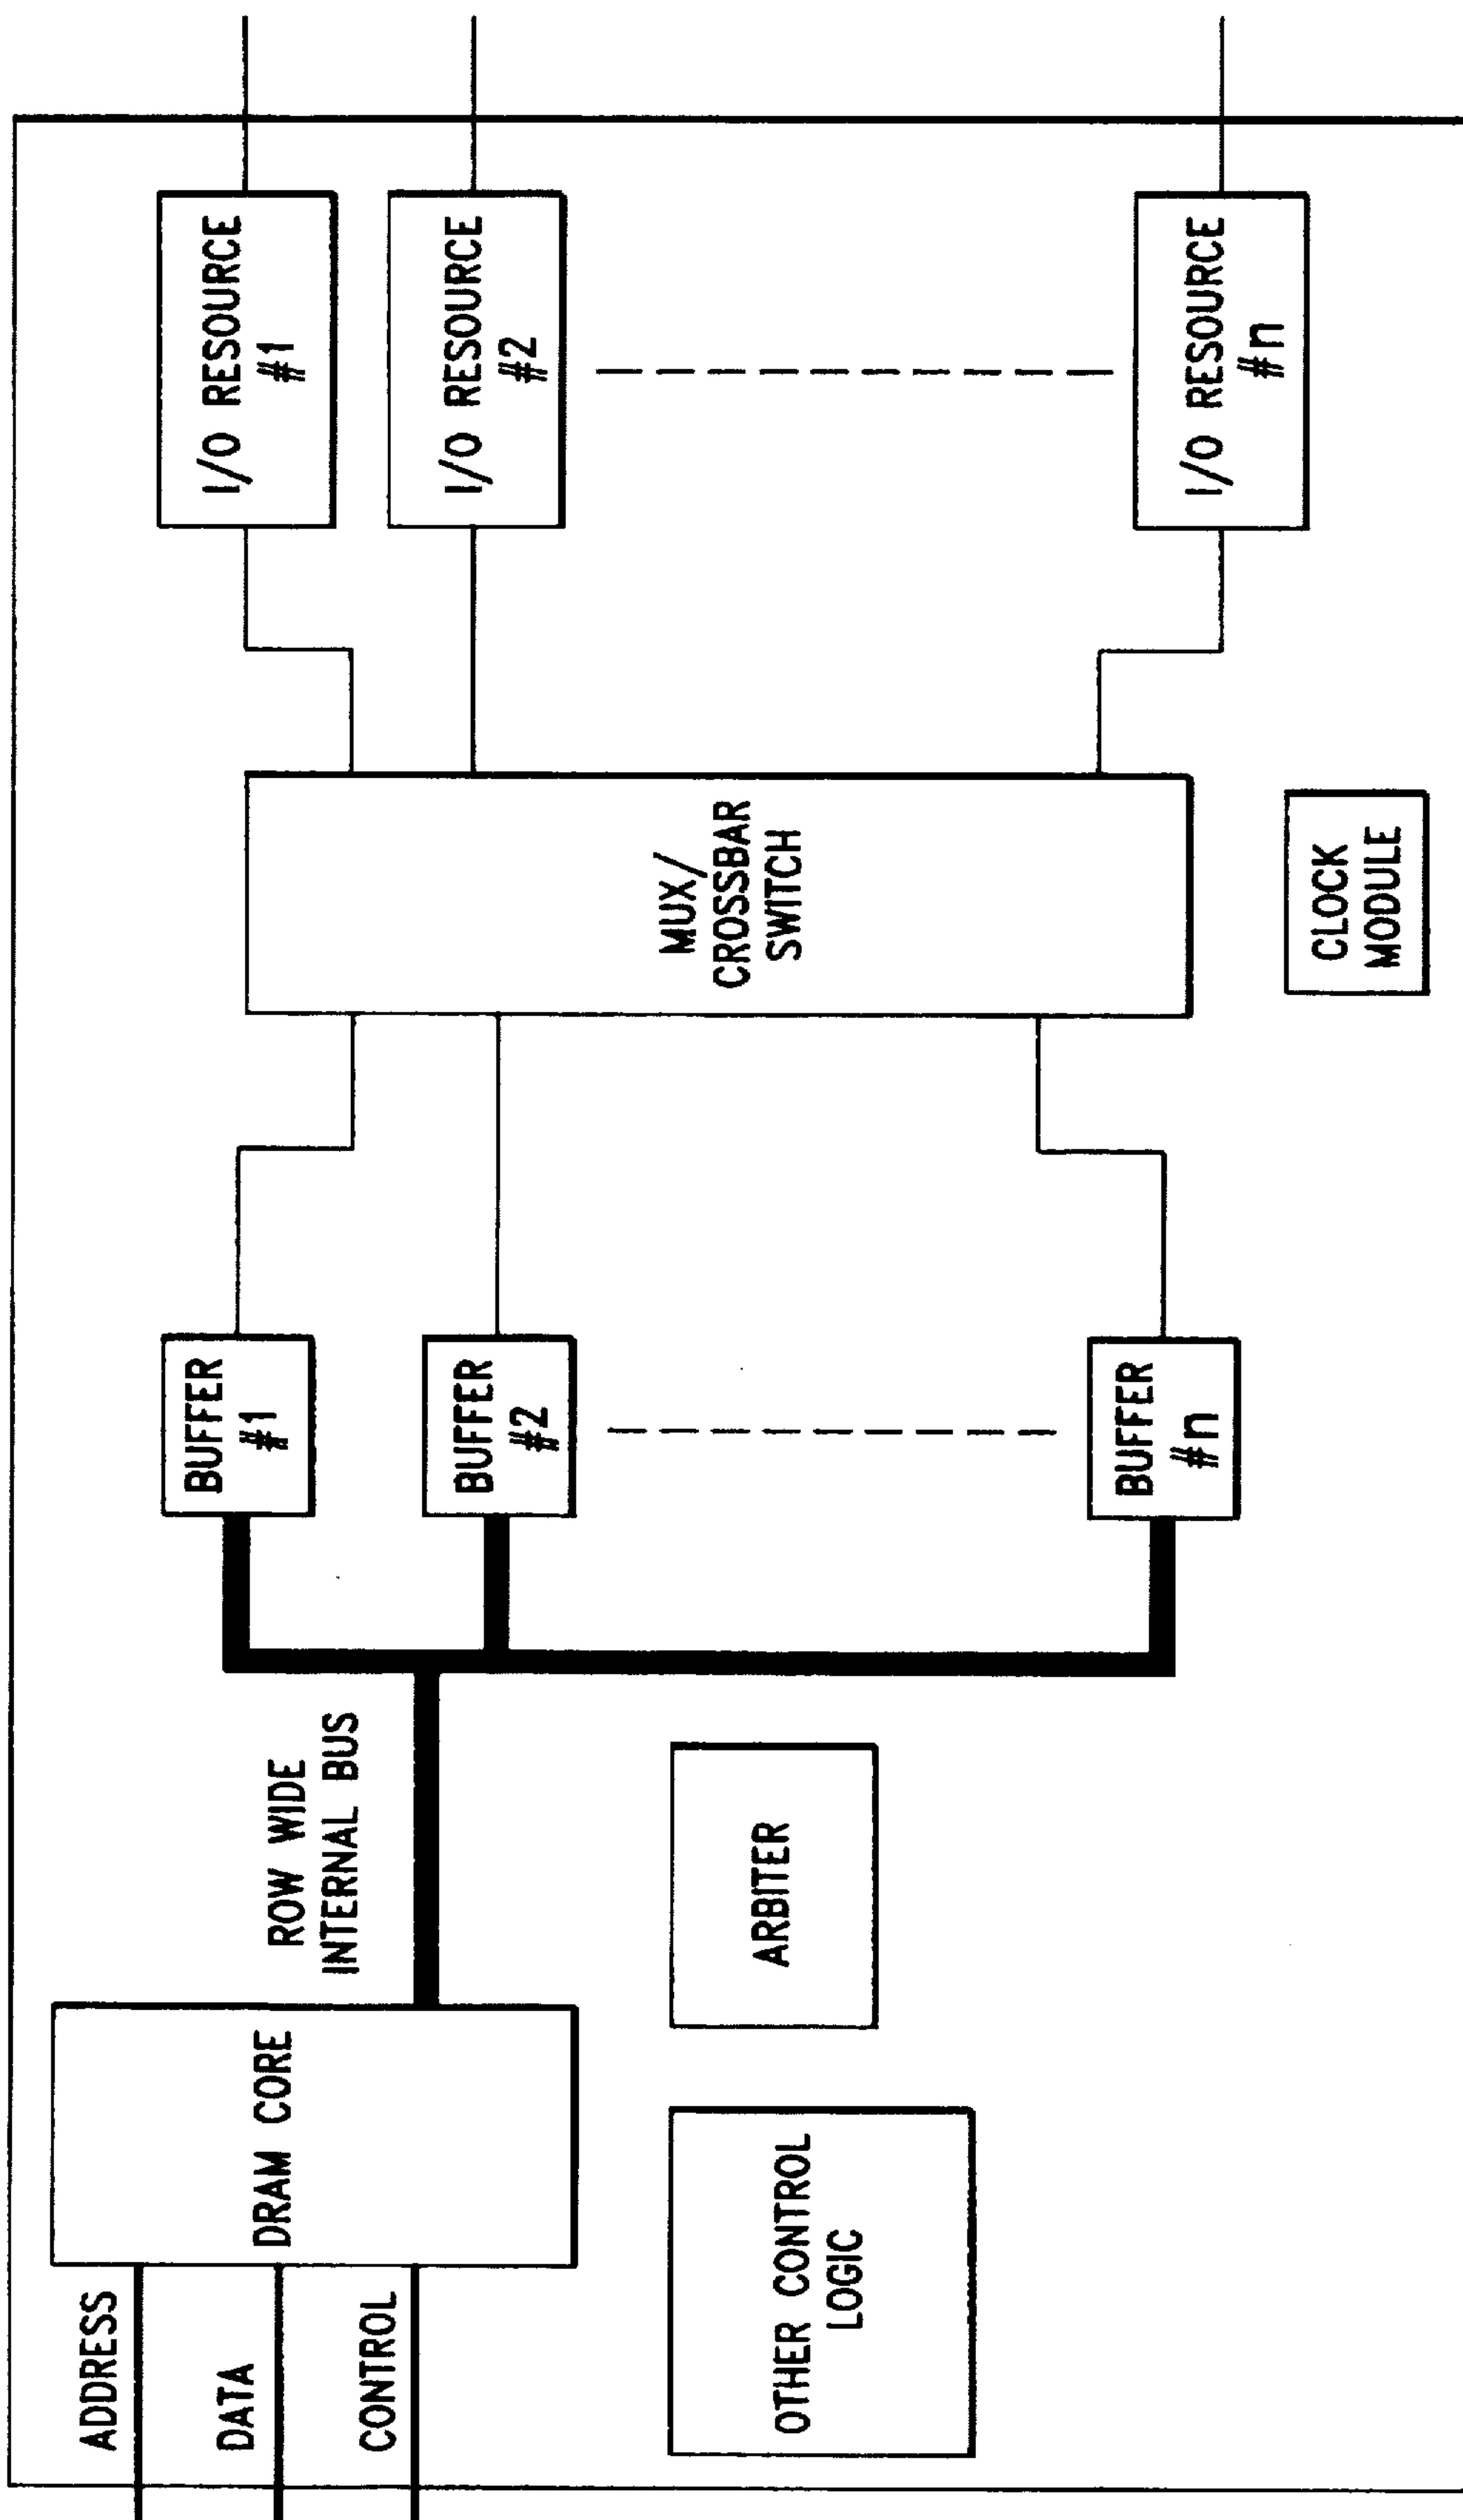 ADDRESS
DATA
CONTROL
DRAM CORE
ROW WIDE
INTERNAL BUS
OTHER CONTROL
LOGIC
ARBITER
BUFFER
#1
BUFFER
#2
BUFFER
#n
MUX/
CROSSBAR
SWITCH
CLOCK
MODULE
I/O RESOURCE
#1
I/O RESOURCE
#2
I/O RESOURCE
#n